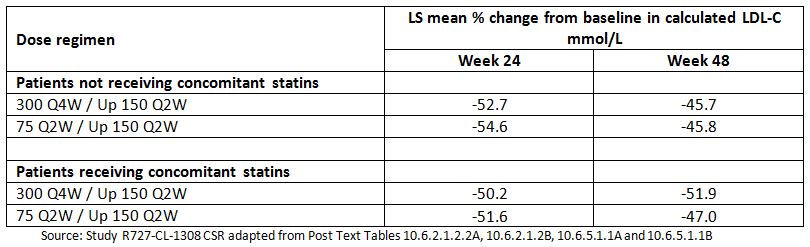 Dose regimen
LS mean % change from baseline in calculated LDL-C
mmol/L
Week 24 Week 48
Patients not receiving concomitant statins
300 Q4W / Up 150 Q2W -52.7 -45.7
75 Q2W / Up 150 Q2W -54.6 -45.8
Patients receiving concomitant statins
300 Q4W / Up 150 Q2W -50.2 -51.9
75 Q2W / Up 150 Q2W -51.6 -47.0
Source: Study R727-CL-1308 CSR adapted from Post Text Tables 10.6.2.1.2.2A, 10.6.2.1.2B, 10.6.5.1.1A and 10.6.5.1.1B